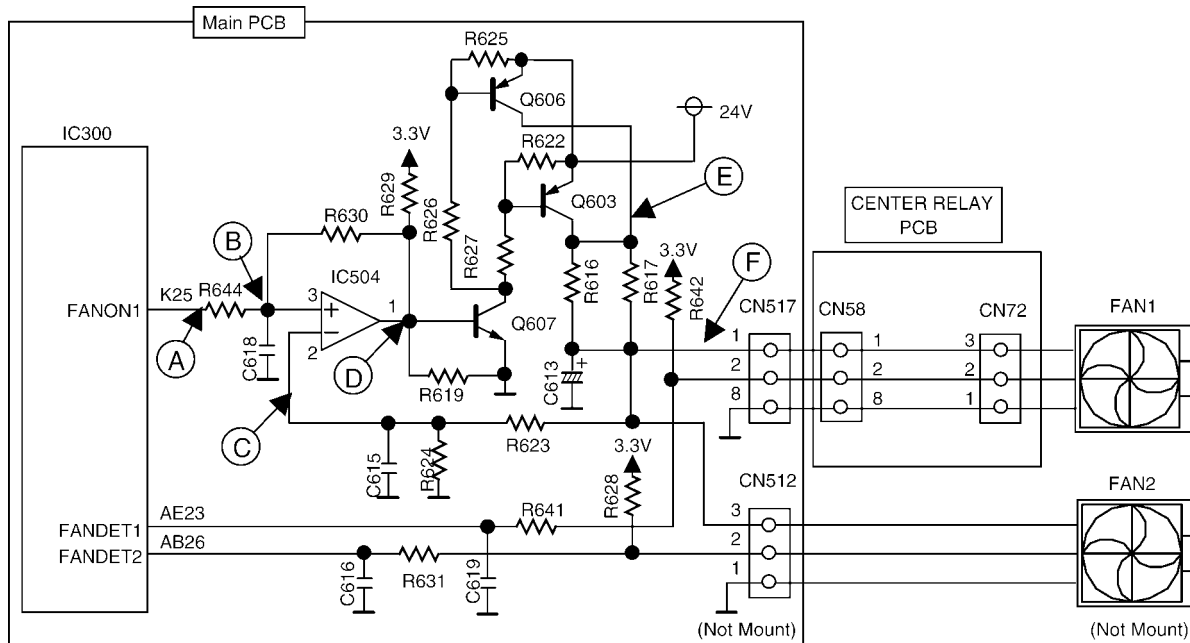 Main PCB
R625
Q606
24V
IC300
3.3V
R622
R629
E
CENTER RELAY
PCB
R630
R626
Q603
R627
B
3.3V
F
IC504
R616
R617
R642
CN517
CN58
CN72
FAN1
FANON1
K25
R644
3
+
1
Q607
1
1
3
A
−
2
C618
D
C613
+
2
2
2
R619
8
8
1
C
R623
3.3V
C615
R624
R628
CN512
FAN2
FANDET1
AE23
R641
3
FANDET2
AB26
2
C616
R631
C619
1
(Not Mount)
(Not Mount)